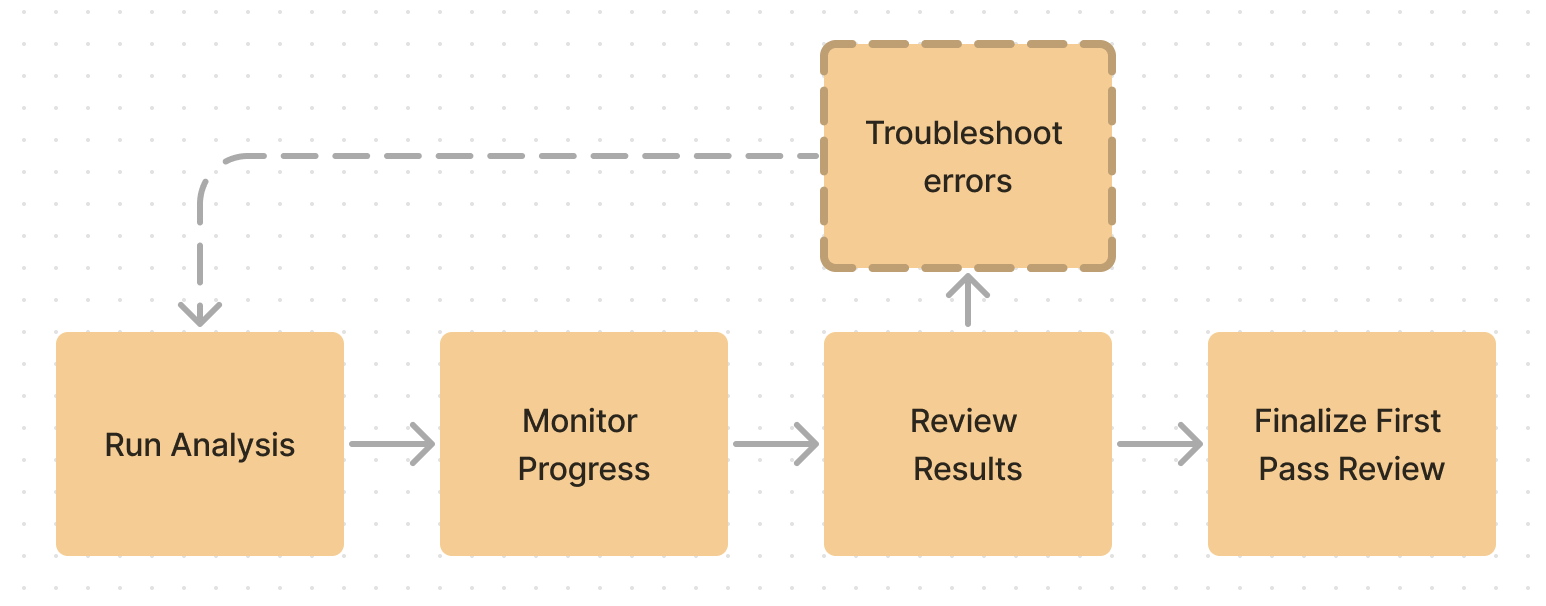 Troubleshoot
errors
Run Analysis
Monitor
Progress
Review
Results
Finalize First
Pass Review